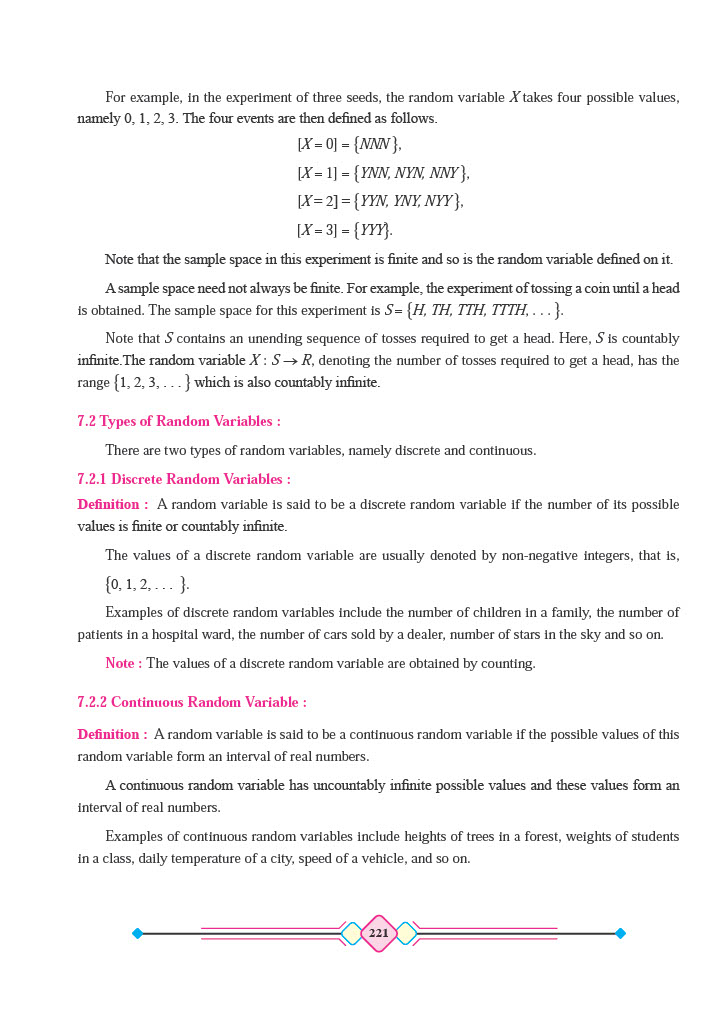 For example, in the experiment of three seeds, the random variable X takes four possible values,
namely 0, 1, 2, 3. The four events are then defined as follows.
[X = 0] = {NNN},
[X = 1] = {YNN, NYN, NNY},
[X = 2] = {YYN, YNY, NYY},
[X = 3] = {YYY}.
Note that the sample space in this experiment is finite and so is the random variable defined on it.
A sample space need not always be finite. For example, the experiment of tossing a coin until a head
is obtained. The sample space for this experiment is S = {H, TH, TTH, TTTH, . . . }.
Note that S contains an unending sequence of tosses required to get a head. Here, S is countably
infinite.The random variable X : S → R, denoting the number of tosses required to get a head, has the
range {1, 2, 3, . . . } which is also countably infinite.
7.2 Types of Random Variables :
There are two types of random variables, namely discrete and continuous.
7.2.1 Discrete Random Variables :
Definition : A random variable is said to be a discrete random variable if the number of its possible
values is finite or countably infinite.
The values of a discrete random variable are usually denoted by non-negative integers, that is,
{0, 1, 2, . . . }.
Examples of discrete random variables include the number of children in a family, the number of
patients in a hospital ward, the number of cars sold by a dealer, number of stars in the sky and so on.
Note : The values of a discrete random variable are obtained by counting.
7.2.2 Continuous Random Variable :
Definition : A random variable is said to be a continuous random variable if the possible values of this
random variable form an interval of real numbers.
A continuous random variable has uncountably infinite possible values and these values form an
interval of real numbers.
Examples of continuous random variables include heights of trees in a forest, weights of students
in a class, daily temperature of a city, speed of a vehicle, and so on.
221